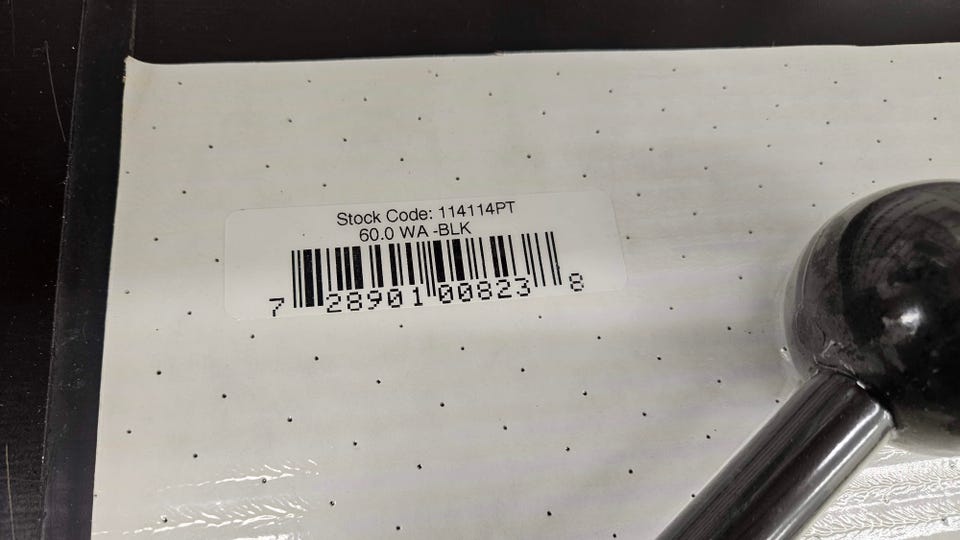 Stock Code: 114114PT
60.0 WA -BLK
7 28901 00823 8